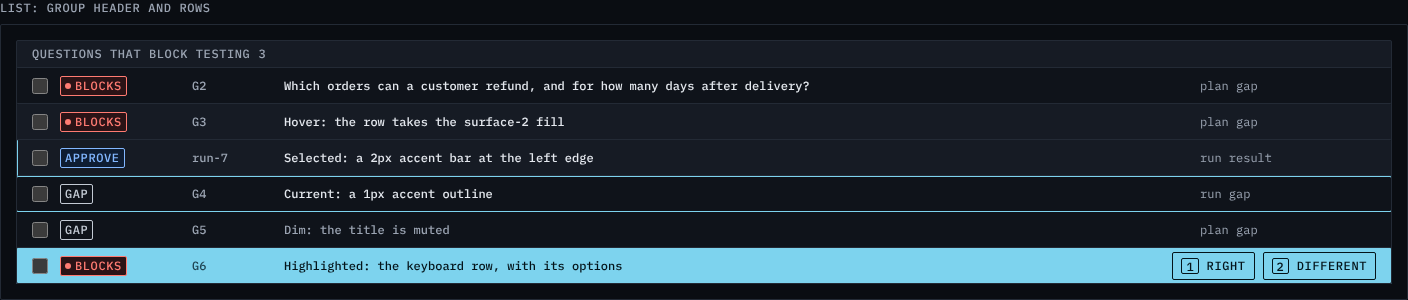 LIST: GROUP HEADER AND ROWS
QUESTIONS THAT BLOCK TESTING 3
BLOCKS G2 Which orders can a customer refund, and for how many days after delivery? plan gap
BLOCKS G3 Hover: the row takes the surface-2 fill plan gap
APPROVE run-7 Selected: a 2px accent bar at the left edge run result
GAP G4 Current: a 1px accent outline run gap
GAP G5 Dim: the title is muted plan gap
BLOCKS G6 Highlighted: the keyboard row, with its options 1 RIGHT 2 DIFFERENT